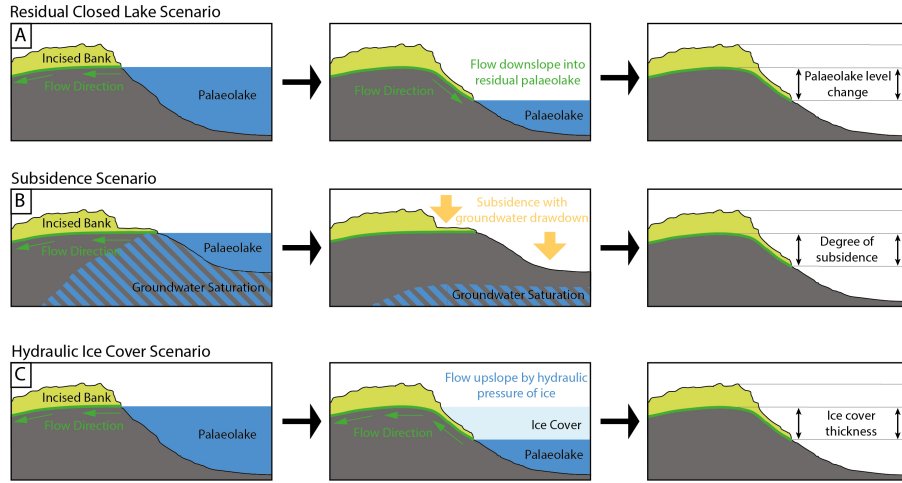 Residual Closed Lake Scenario
A
Incised Bank
Flow Direction
Palaeolake
Flow downslope into
residual palaeolake
Flow Direction
Palaeolake
Palaeolake level
change
Subsidence Scenario
B
Incised Bank
Flow Direction
Palaeolake
Groundwater Saturation
Subsidence with
groundwater drawdown
Groundwater Saturation
Degree of
subsidence
Hydraulic Ice Cover Scenario
C
Incised Bank
Flow Direction
Palaeolake
Flow upslope by hydraulic
pressure of ice
Ice Cover
Flow Direction
Palaeolake
Ice cover
thickness